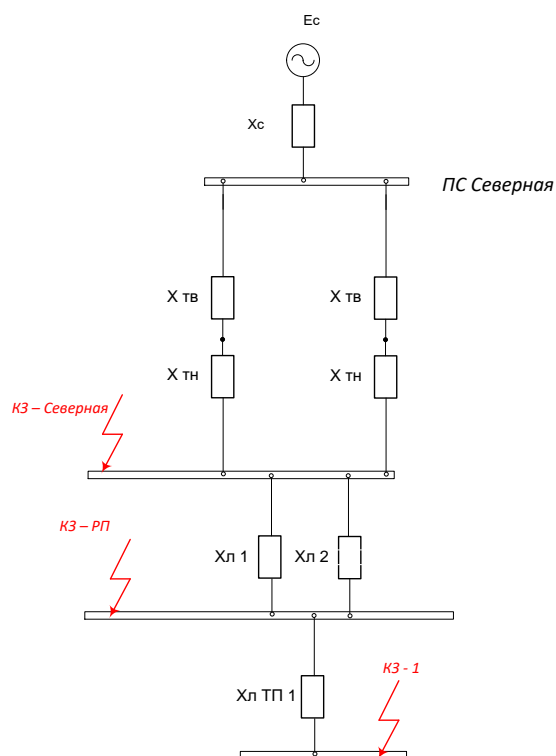 Ес
Хс
ПС Северная
Х тв
Х тв
Х тн
Х тн
КЗ – Северная
КЗ – РП
Хл 1
Хл 2
КЗ - 1
Хл ТП 1